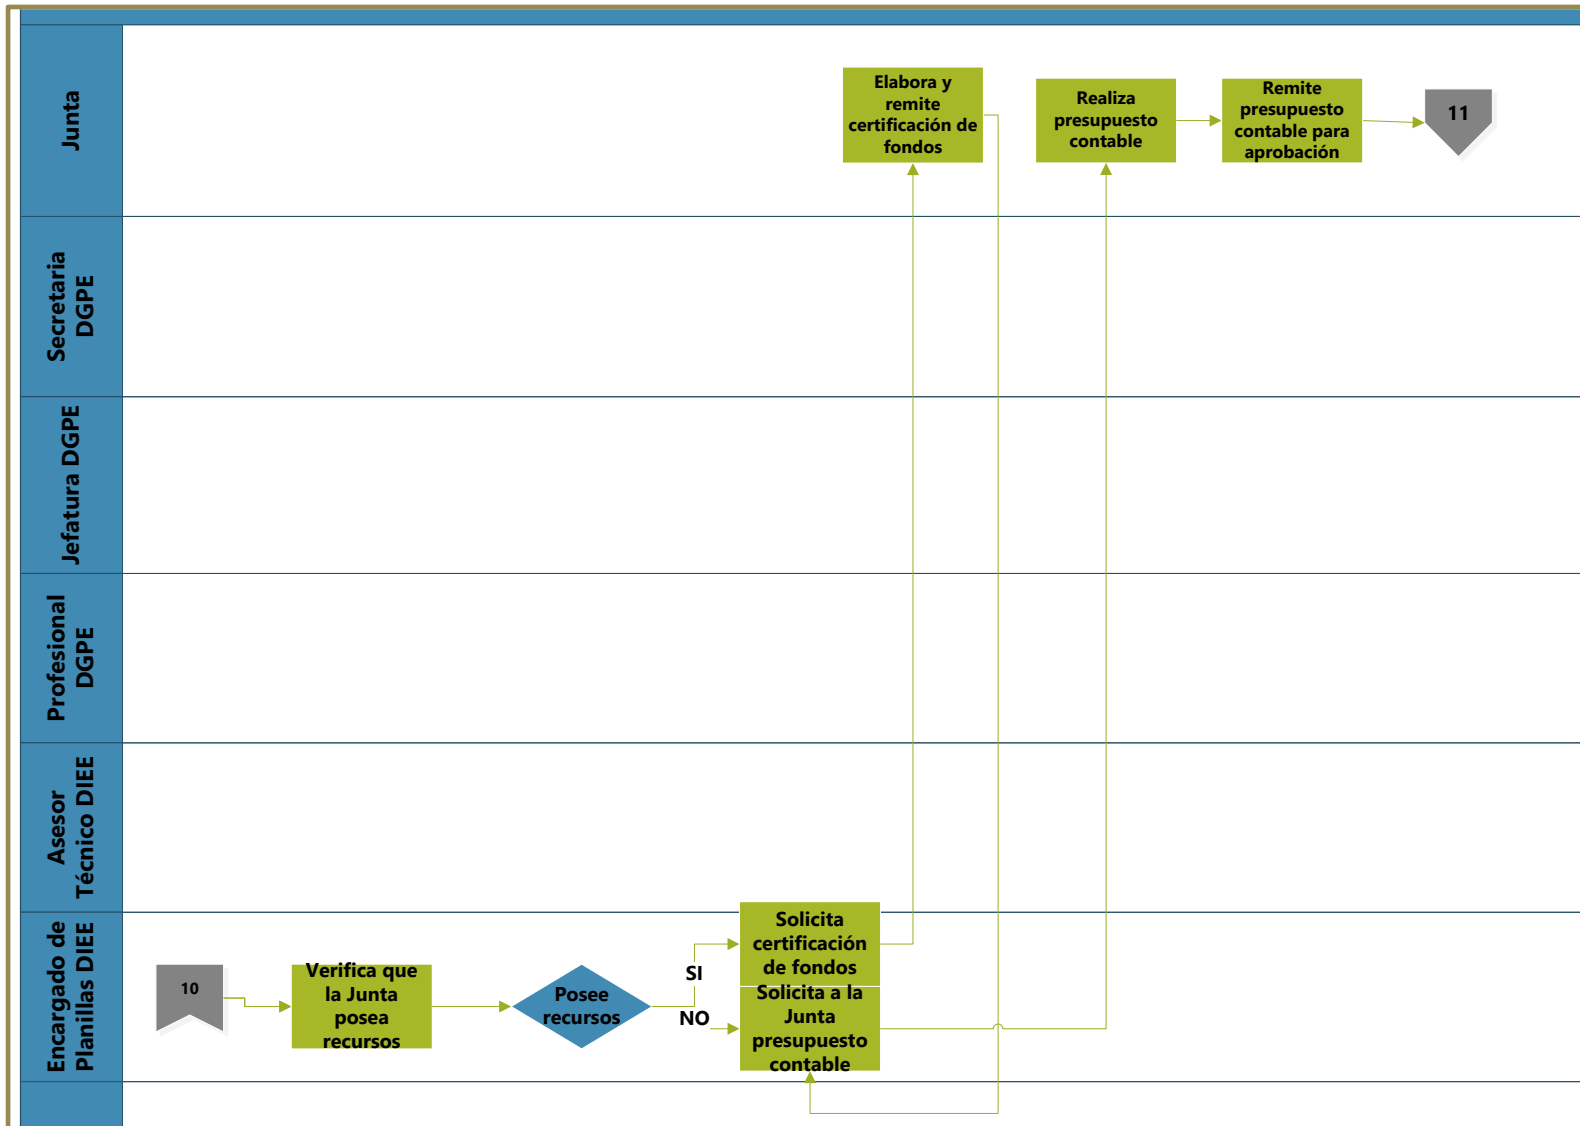 Junta
Elabora y
remite
certificación de
fondos
Realiza
presupuesto
contable
Remite
presupuesto
contable para
aprobación
11
Secretaria
DGPE
Jefatura DGPE
Profesional
DGPE
Asesor
Técnico DIEE
Encargado de
Planillas DIEE
10
Verifica que
la Junta
posea
recursos
Posee
recursos
SI
NO
Solicita
certificación
de fondos
Solicita a la
Junta
presupuesto
contable